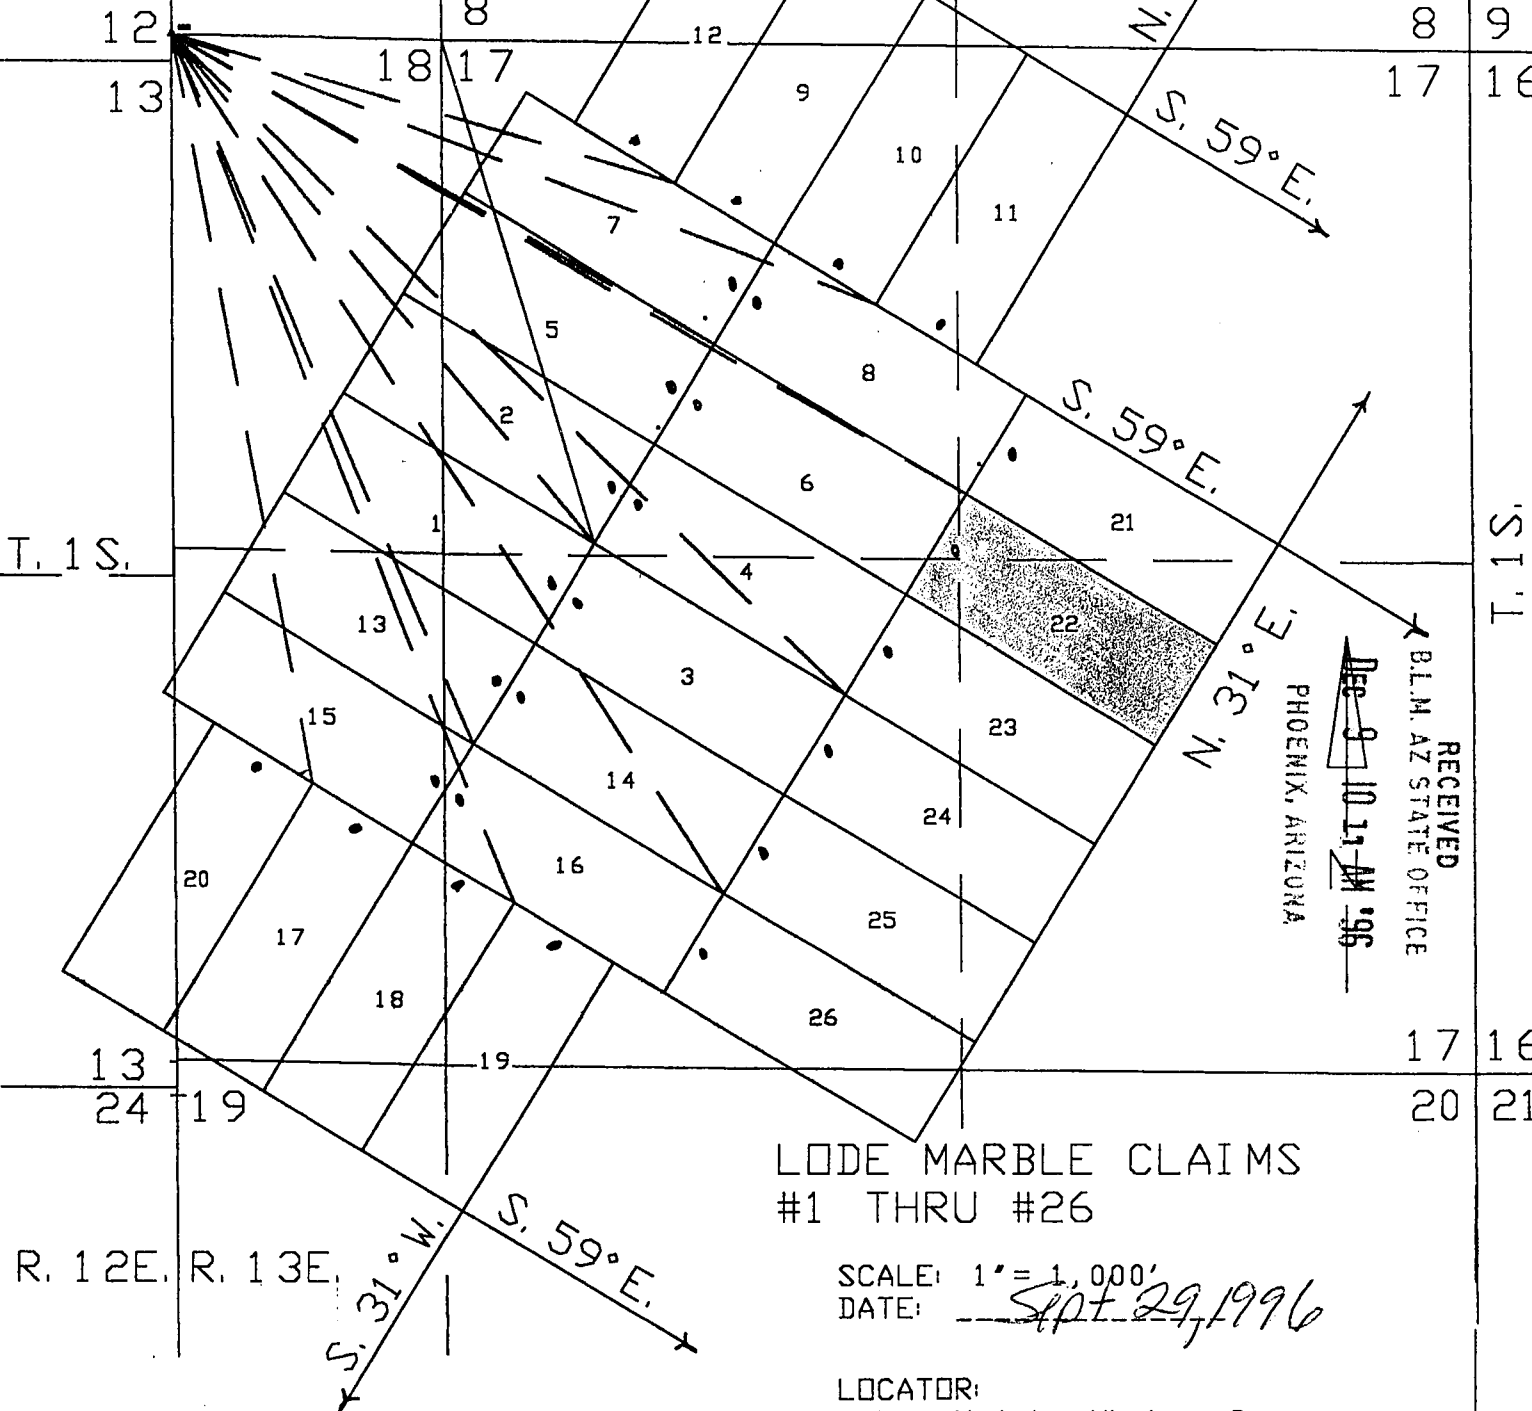 12
8
N.
8 9
13
18 17
12
17 16
9
S. 59° E.
10
11
7
5
8
2
S. 59° E.
6
21
1
T. 1 S.
4
T. 1 S.
22
13
N. 31° E.
3
15
23
14
24
16
20
25
17
18
26
RECEIVED
B.L.M. AZ STATE OFFICE
DEC 9 10 11 AM '96
PHOENIX, ARIZONA
13
19
17 16
24 19
20 21
LODE MARBLE CLAIMS
#1 THRU #26
S. 59° E.
S. 31° W.
R. 12E. R. 13E.
SCALE: 1" = 1,000'
DATE: Sept 29, 1996
LOCATOR: